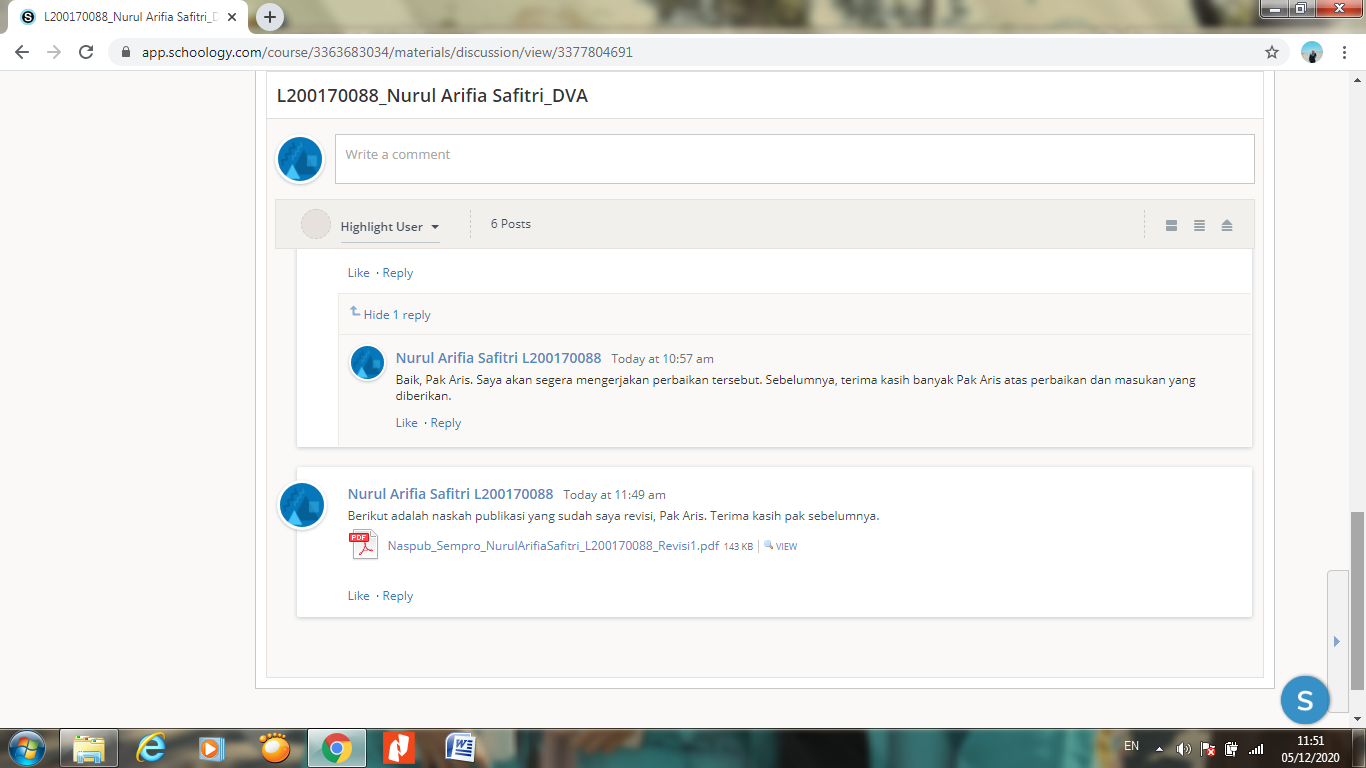 L200170088_Nurul Arifia Safitri_D
app.schoology.com/course/3363683034/materials/discussion/view/3377804691
L200170088_Nurul Arifia Safitri_DVA
Write a comment
Highlight User
6 Posts
Like · Reply
Hide 1 reply
Nurul Arifia Safitri L200170088 Today at 10:57 am
Baik, Pak Aris. Saya akan segera mengerjakan perbaikan tersebut. Sebelumnya, terima kasih banyak Pak Aris atas perbaikan dan masukan yang
diberikan.
Like · Reply
Nurul Arifia Safitri L200170088 Today at 11:49 am
Berikut adalah naskah publikasi yang sudah saya revisi, Pak Aris. Terima kasih pak sebelumnya.
PDF Naspub_Sempro_NurulArifiaSafitri_L200170088_Revisi1.pdf 143 KB | VIEW
Like · Reply
S
EN
11:51
05/12/2020